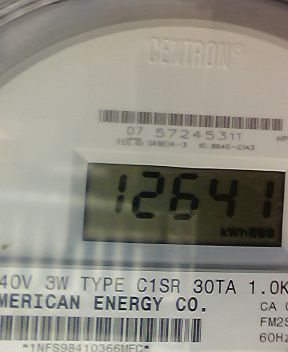 CENTRON®
07 57245311
12641
kWh
40V 3W TYPE C1SR 30TA 1.0K
MERICAN ENERGY CO.
CA
FM2S
60HZ
*1NFS98410366MFC*